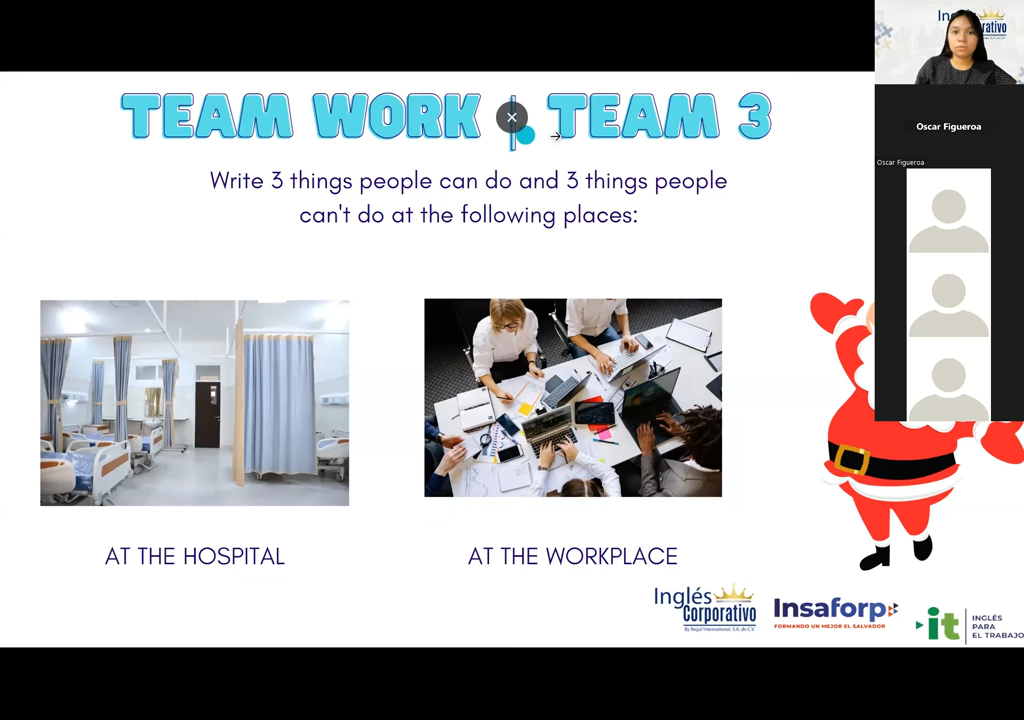 TEAM WORK | TEAM 3
Write 3 things people can do and 3 things people
can't do at the following places:
AT THE HOSPITAL
AT THE WORKPLACE
Oscar Figueroa
Oscar Figueroa
Inglés
Corporativo
By Regal International, S.A. de C.V.
Insaforp
FORMANDO UN MEJOR EL SALVADOR
it
INGLÉS
PARA
EL TRABAJO